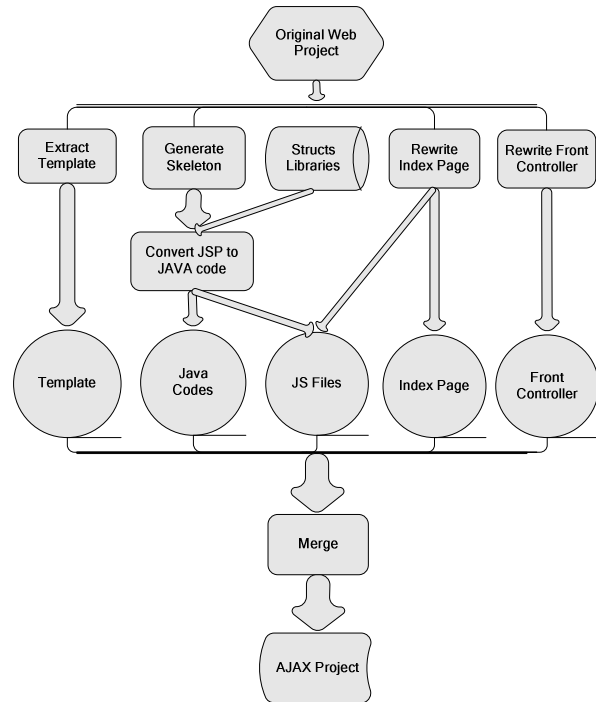 Original Web
Project
Extract
Template
Generate
Skeleton
Structs
Libraries
Rewrite
Index Page
Rewrite Front
Controller
Convert JSP to
JAVA code
Template
Java
Codes
JS Files
Index Page
Front
Controller
Merge
AJAX Project